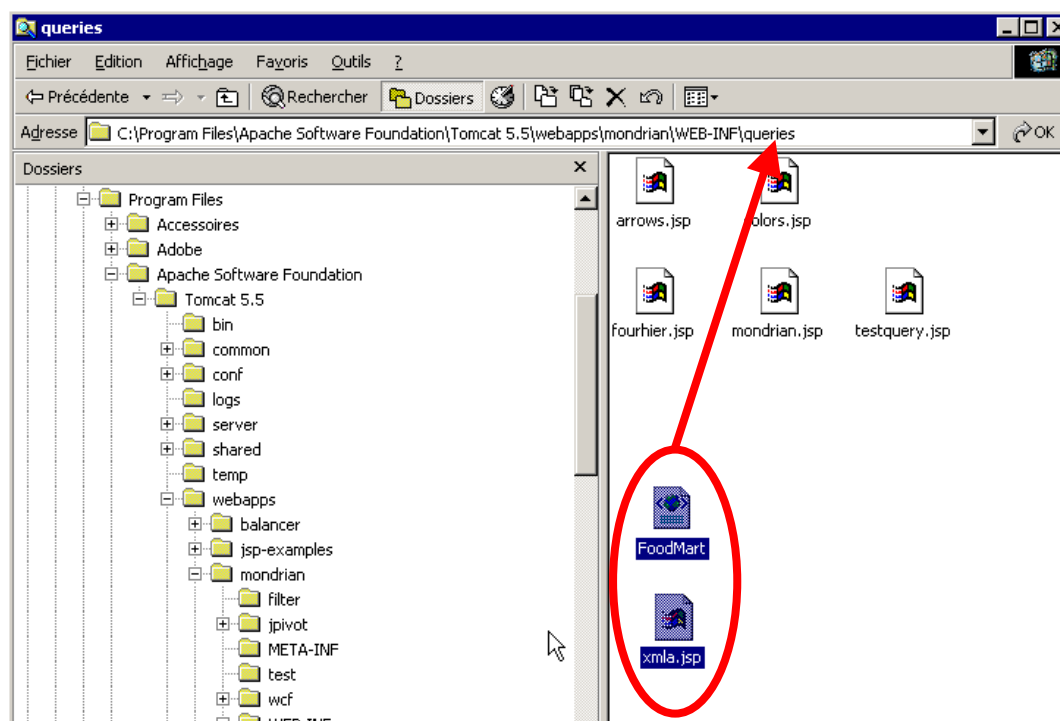 queries
Fichier Edition Affichage Favoris Outils ?
Précédente Rechercher Dossiers
Adresse C:\Program Files\Apache Software Foundation\Tomcat 5.5\webapps\mondrian\WEB-INF\queries OK
Dossiers
Program Files
Accessoires
Adobe
Apache Software Foundation
Tomcat 5.5
bin
common
conf
logs
server
shared
temp
webapps
balancer
jsp-examples
mondrian
filter
jpivot
META-INF
test
wcf
WEB-INF
arrows.jsp colors.jsp
fourhier.jsp mondrian.jsp testquery.jsp
FoodMart
xmla.jsp